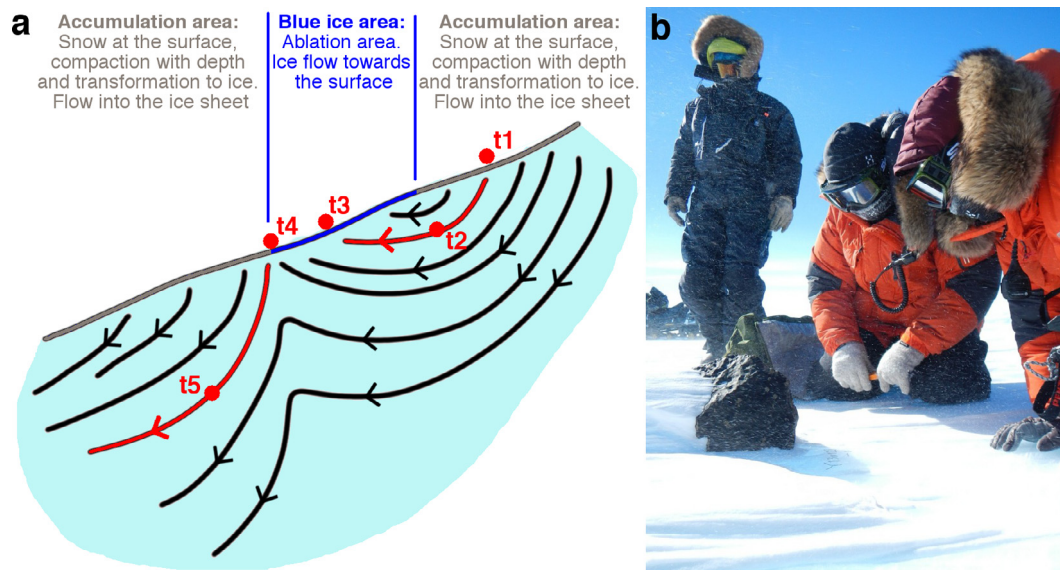 a
Accumulation area:
Snow at the surface,
compaction with depth
and transformation to ice.
Flow into the ice sheet
Blue ice area:
Ablation area.
Ice flow towards
the surface
Accumulation area:
Snow at the surface,
compaction with depth
and transformation to ice.
Flow into the ice sheet
b
t1
t3
t4
t2
t5